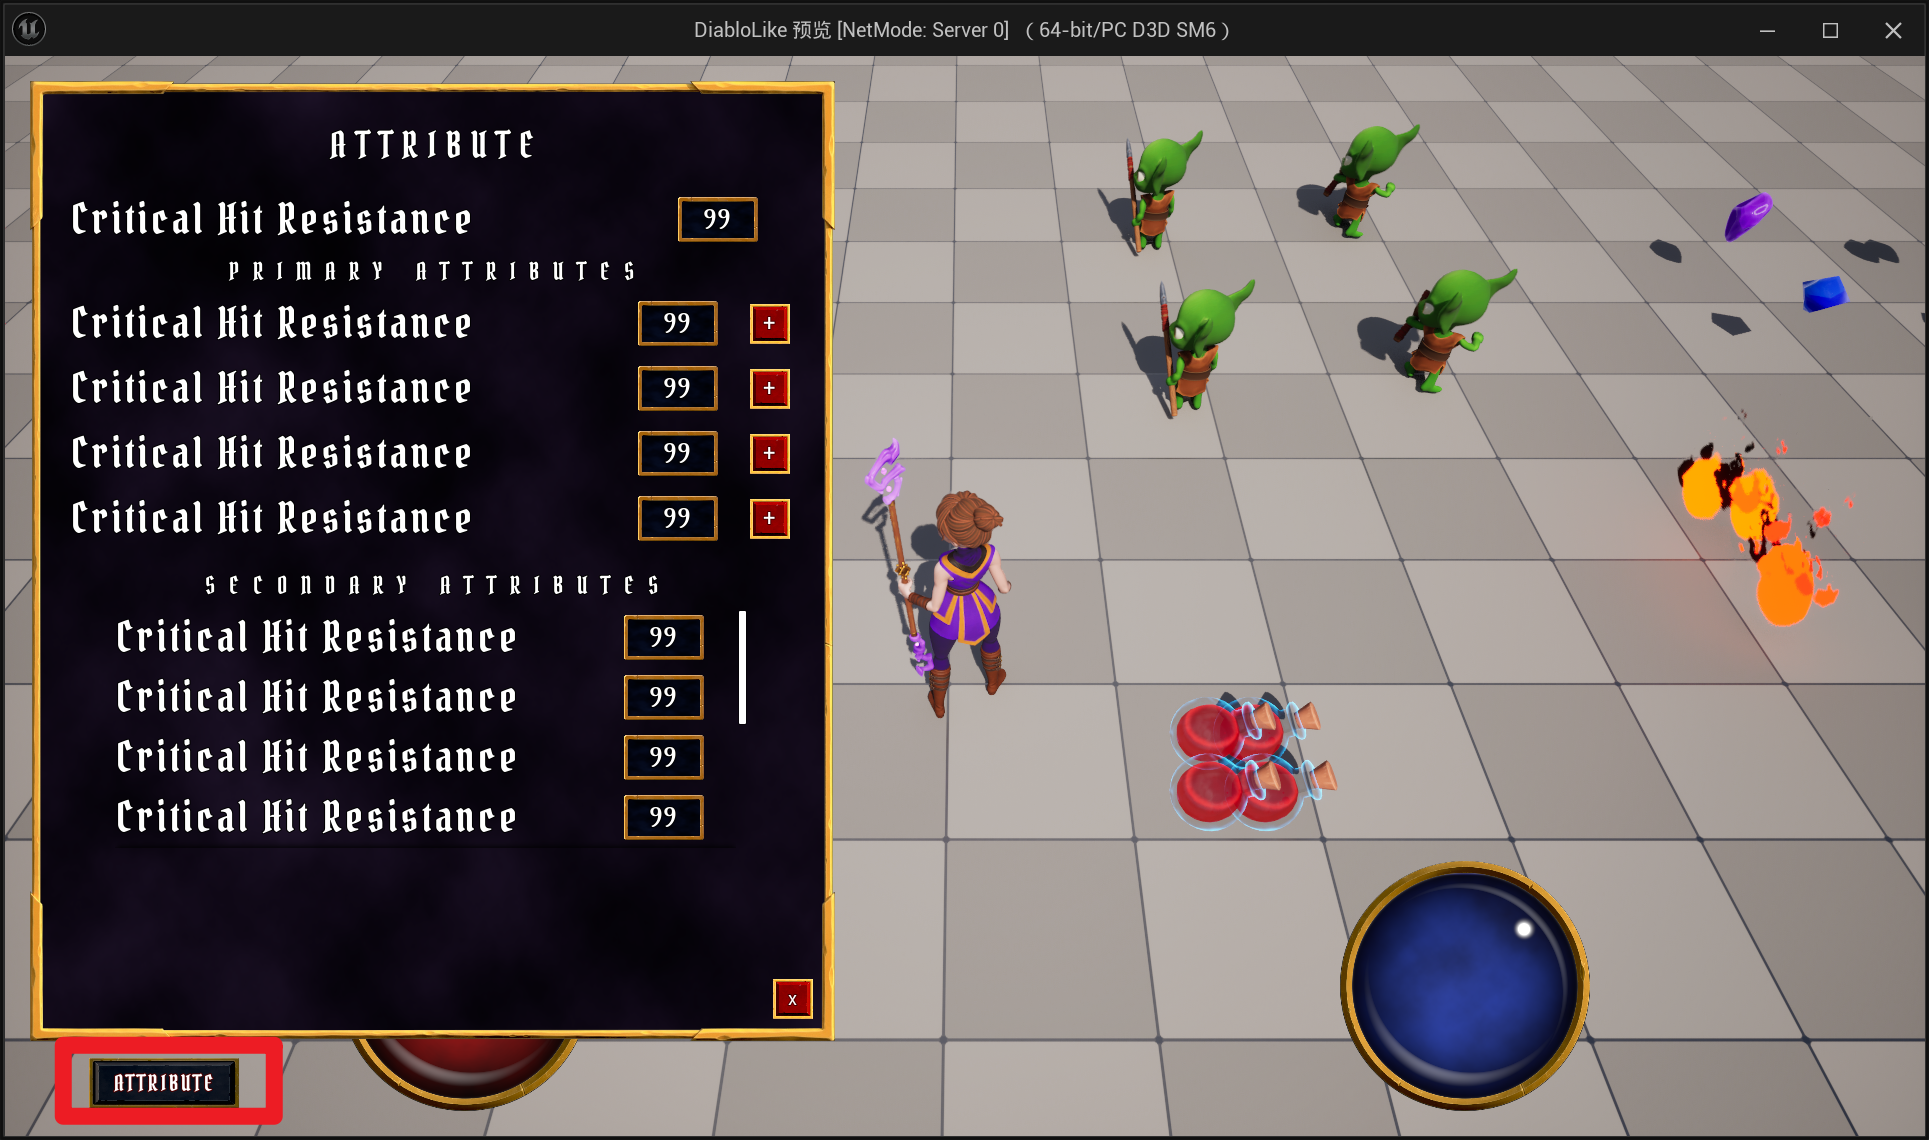 DiabloLike 预览 [NetMode: Server 0] ( 64-bit/PC D3D SM6 )
ATTRIBUTE
Critical Hit Resistance 99
PRIMARY ATTRIBUTES
Critical Hit Resistance 99 +
Critical Hit Resistance 99 +
Critical Hit Resistance 99 +
Critical Hit Resistance 99 +
SECONDARY ATTRIBUTES
Critical Hit Resistance 99
Critical Hit Resistance 99
Critical Hit Resistance 99
Critical Hit Resistance 99
x
ATTRIBUTE